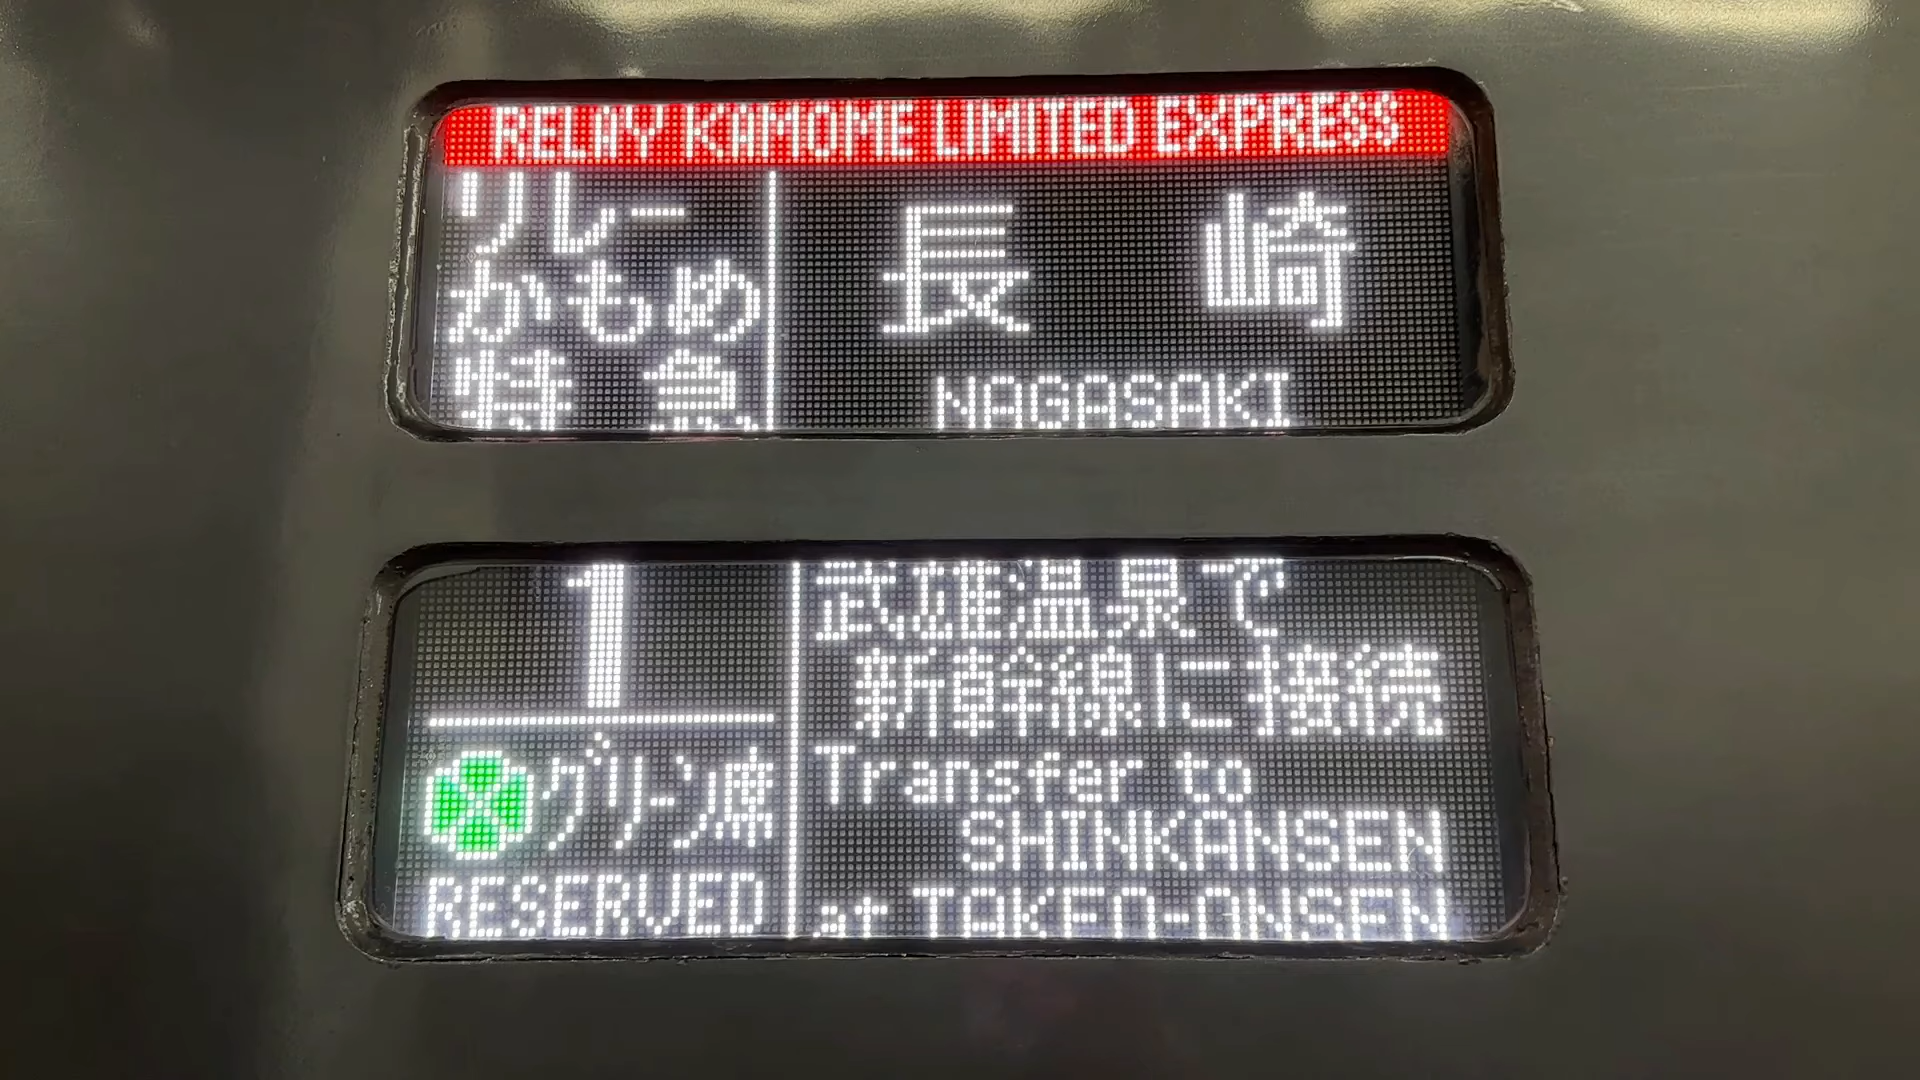 RELAY KAMOME LIMITED EXPRESS
リレー
かもめ
特急
長崎
NAGASAKI
1
グリーン席
RESERVED
武雄温泉で
新幹線に接続
Transfer to
SHINKANSEN
at TAKEO-ONSEN